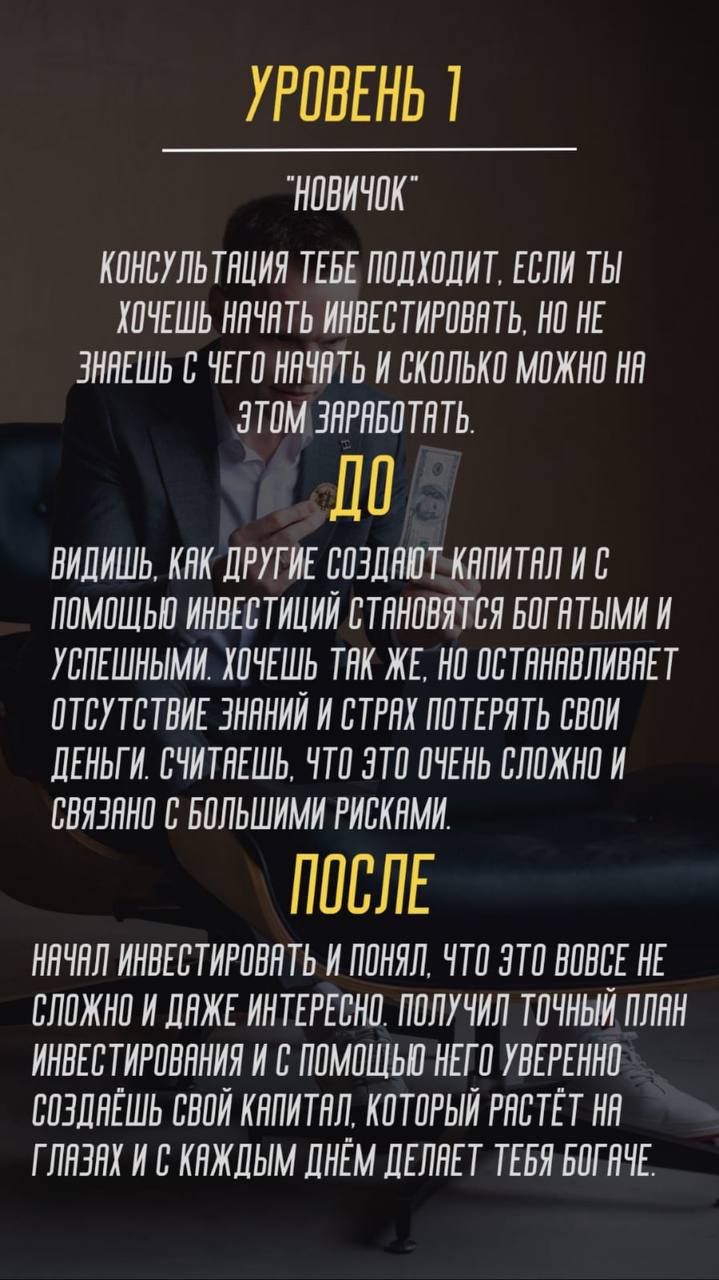 УРОВЕНЬ 1
"НОВИЧОК"
КОНСУЛЬТАЦИЯ ТЕБЕ ПОДХОДИТ, ЕСЛИ ТЫ
ХОЧЕШЬ НАЧАТЬ ИНВЕСТИРОВАТЬ, НО НЕ
ЗНАЕШЬ С ЧЕГО НАЧАТЬ И СКОЛЬКО МОЖНО НА
ЭТОМ ЗАРАБОТАТЬ.
ДО
ВИДИШЬ, КАК ДРУГИЕ СОЗДАЮТ КАПИТАЛ И С
ПОМОЩЬЮ ИНВЕСТИЦИЙ СТАНОВЯТСЯ БОГАТЫМИ И
УСПЕШНЫМИ. ХОЧЕШЬ ТАК ЖЕ, НО ОСТАНАВЛИВАЕТ
ОТСУТСТВИЕ ЗНАНИЙ И СТРАХ ПОТЕРЯТЬ СВОИ
ДЕНЬГИ. СЧИТАЕШЬ, ЧТО ЭТО ОЧЕНЬ СЛОЖНО И
СВЯЗАНО С БОЛЬШИМИ РИСКАМИ.
ПОСЛЕ
НАЧАЛ ИНВЕСТИРОВАТЬ И ПОНЯЛ, ЧТО ЭТО ВОВСЕ НЕ
СЛОЖНО И ДАЖЕ ИНТЕРЕСНО. ПОЛУЧИЛ ТОЧНЫЙ ПЛАН
ИНВЕСТИРОВАНИЯ И С ПОМОЩЬЮ НЕГО УВЕРЕННО
СОЗДАЁШЬ СВОЙ КАПИТАЛ, КОТОРЫЙ РАСТЁТ НА
ГЛАЗАХ И С КАЖДЫМ ДНЁМ ДЕЛАЕТ ТЕБЯ БОГАЧЕ.